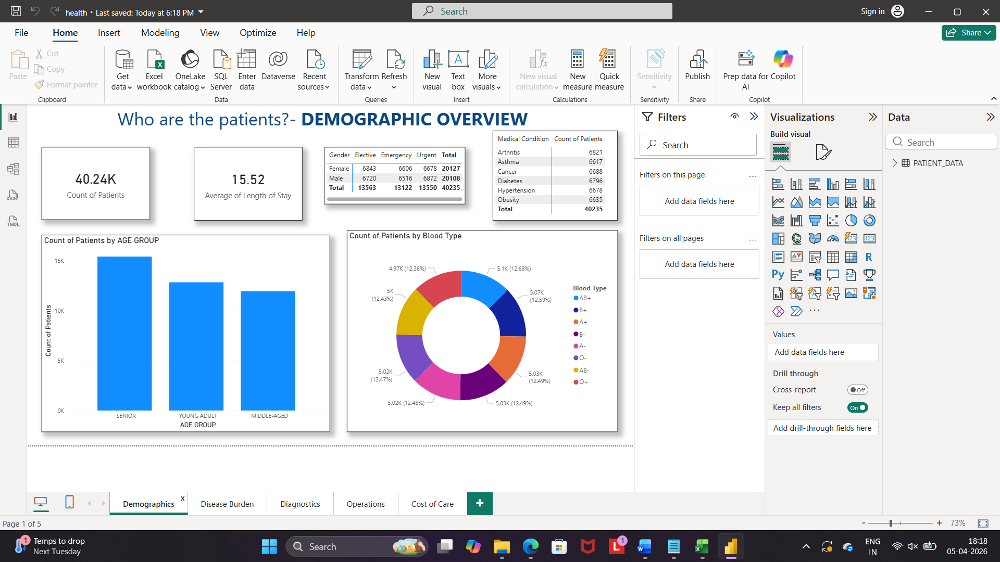 health • Last saved: Today at 6:18 PM
Search
Sign in
File
Home
Insert
Modeling
View
Optimize
Help
Share
Paste
Cut
Copy
Format painter
Clipboard
Get data
Excel workbook
OneLake catalog
SQL Server
Enter data
Dataverse
Recent sources
Data
Transform data
Refresh
Queries
New visual
Text box
More visuals
Insert
New visual calculation
New measure
Quick measure
Calculations
Sensitivity
Sensitivity
Publish
Share
Prep data for AI
Copilot
Copilot
DAX
TMDL
Who are the patients?- DEMOGRAPHIC OVERVIEW
40.24K
Count of Patients
15.52
Average of Length of Stay
Gender Elective Emergency Urgent Total
Female 6843 6606 6678 20127
Male 6720 6516 6872 20108
Total 13563 13122 13550 40235
Medical Condition Count of Patients
Arthritis 6821
Asthma 6617
Cancer 6688
Diabetes 6796
Hypertension 6678
Obesity 6635
Total 40235
Count of Patients by AGE GROUP
Count of Patients
15K
10K
5K
0K
SENIOR
YOUNG ADULT
MIDDLE-AGED
AGE GROUP
Count of Patients by Blood Type
4.97K (12.36%)
5.1K (12.68%)
5K
(12.43%)
5.07K
(12.59%)
5.02K
(12.47%)
5.03K
(12.49%)
5.02K (12.48%)
5.03K (12.49%)
Blood Type
AB+
B+
A+
B-
A-
O-
AB-
O+
Filters
Search
Filters on this page
...
Add data fields here
Filters on all pages
...
Add data fields here
Visualizations
Build visual
123
123
R
Py
...
Values
Add data fields here
Drill through
Cross-report
Off
Keep all filters
On
Add drill-through fields here
Data
Search
PATIENT_DATA
Demographics
x
Disease Burden
Diagnostics
Operations
Cost of Care
+
Page 1 of 5
- + 73%
1
Temps to drop
Next Tuesday
Search
L
1
W
X
ENG
IN
18:18
05-04-2026